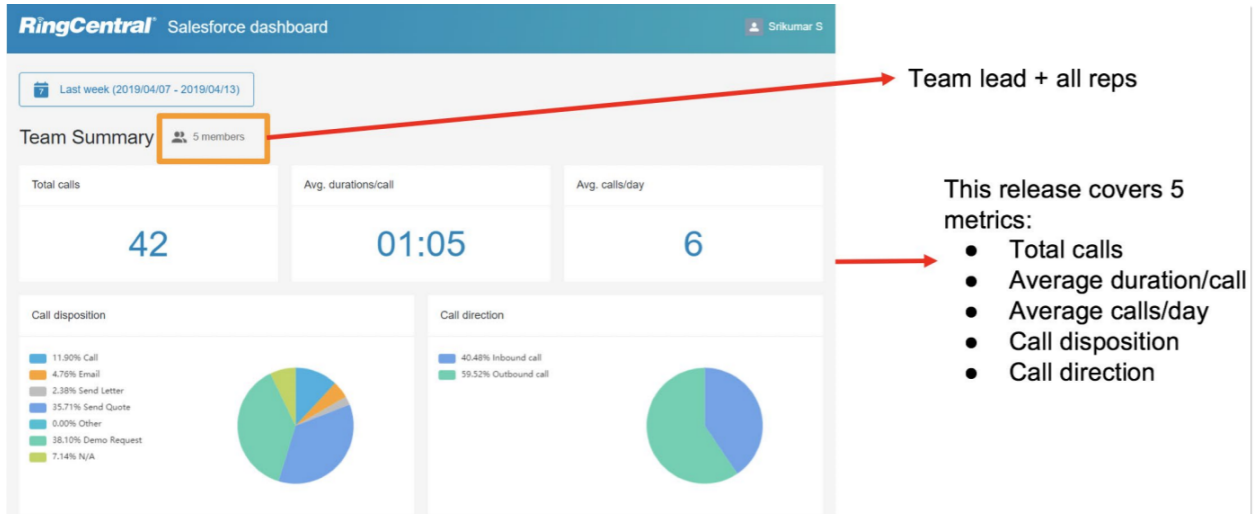 RingCentral® Salesforce dashboard
Srikumar S
7 Last week (2019/04/07 - 2019/04/13)
Team Summary 5 members
Team lead + all reps
Total calls
Avg. durations/call
Avg. calls/day
42
01:05
6
This release covers 5
metrics:
● Total calls
● Average duration/call
● Average calls/day
● Call disposition
● Call direction
Call disposition
11.90% Call
4.76% Email
2.38% Send Letter
35.71% Send Quote
0.00% Other
38.10% Demo Request
7.14% N/A
Call direction
40.48% Inbound call
59.52% Outbound call